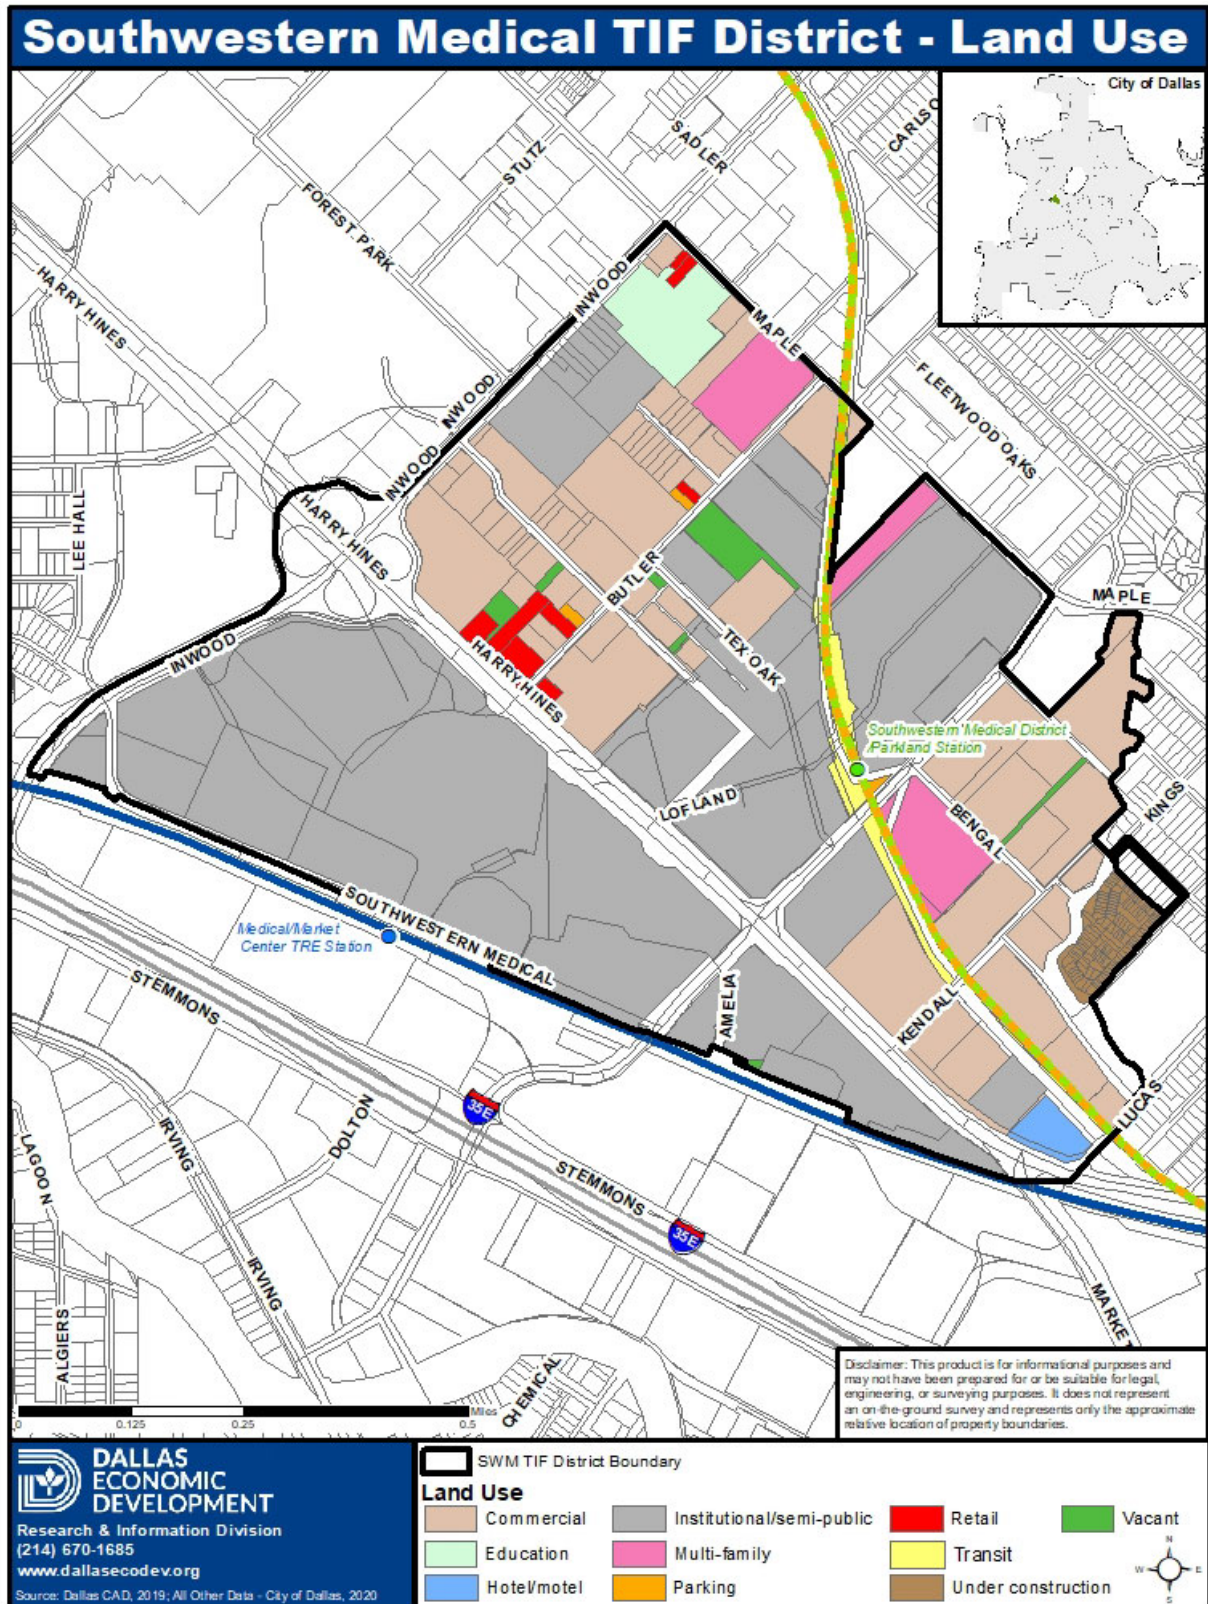 Southwestern Medical TIF District - Land Use
City of Dallas
CARLSO
SADLER
STUTZ
FOREST PARK
HARRY HINES
INWOOD
MAPLE
FLEETWOOD OAKS
NWOOD
INWOOD
HARRY HINES
LEE HALL
BUTLER
MAPLE
INWOOD
TEX OAK
HARRY HINES
Southwestern Medical District
/Parkland Station
KINGS
LOFLAND
BENGAL
SOUTHWESTERN MEDICAL
Medical/Market
Center TRE Station
STEMMONS
AMELIA
KENDALL
LUCAS
35E
DOLTON
IRVING
LAGOON
STEMMONS
35E
IRVING
MARKET
ALGIERS
CHEMICAL
Disclaimer: This product is for informational purposes and
may not have been prepared for or be suitable for legal,
engineering, or surveying purposes. It does not represent
an on-the-ground survey and represents only the approximate
relative location of property boundaries.
Miles
0 0.125 0.25 0.5
DALLAS
ECONOMIC
DEVELOPMENT
Research & Information Division
(214) 670-1685
www.dallasecodev.org
Source: Dallas CAD, 2019; All Other Data - City of Dallas, 2020
SWM TIF District Boundary
Land Use
Commercial
Institutional/semi-public
Retail
Vacant
Education
Multi-family
Transit
Hotel/motel
Parking
Under construction
N
W E
S